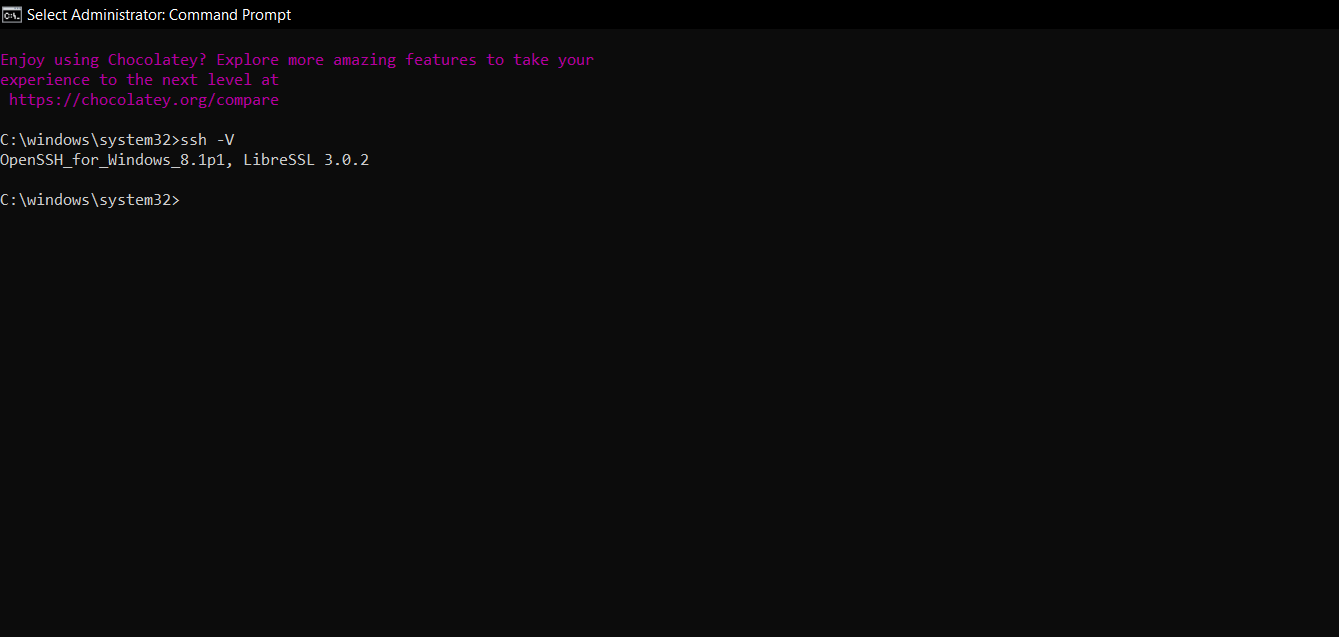 Select Administrator: Command Prompt
Enjoy using Chocolatey? Explore more amazing features to take your
experience to the next level at
https://chocolatey.org/compare
C:\windows\system32>ssh -V
OpenSSH_for_Windows_8.1p1, LibreSSL 3.0.2
C:\windows\system32>